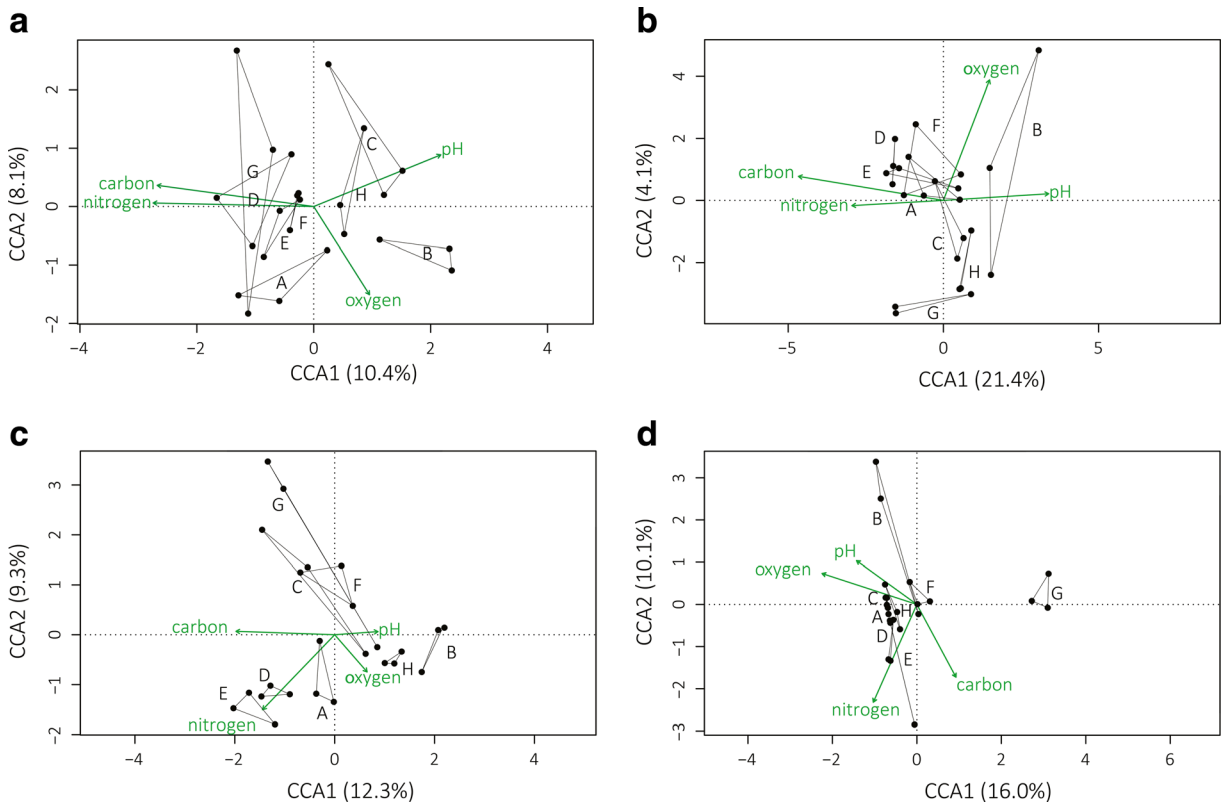 a
2
1
0
−1
−2
−4
−2
0
2
4
CCA2 (8.1%)
CCA1 (10.4%)
carbon
nitrogen
pH
oxygen
G
D
F
E
A
C
H
B
b
4
2
0
−2
−5
0
5
CCA2 (4.1%)
CCA1 (21.4%)
oxygen
carbon
nitrogen
pH
D
F
B
E
A
C
H
G
c
3
2
1
0
−1
−2
−4
−2
0
2
4
CCA2 (9.3%)
CCA1 (12.3%)
carbon
pH
oxygen
nitrogen
G
C
F
B
H
D
E
A
d
3
2
1
0
−1
−2
−3
−4
−2
0
2
4
6
CCA2 (10.1%)
CCA1 (16.0%)
pH
oxygen
nitrogen
carbon
B
F
G
C
H
A
D
E